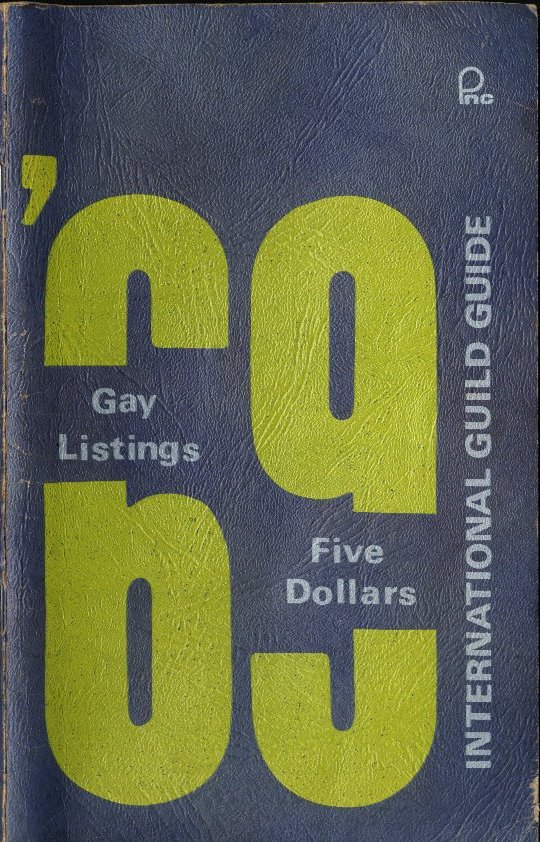 Pnc
'69
Gay
Listings
Five
Dollars
INTERNATIONAL GUILD GUIDE